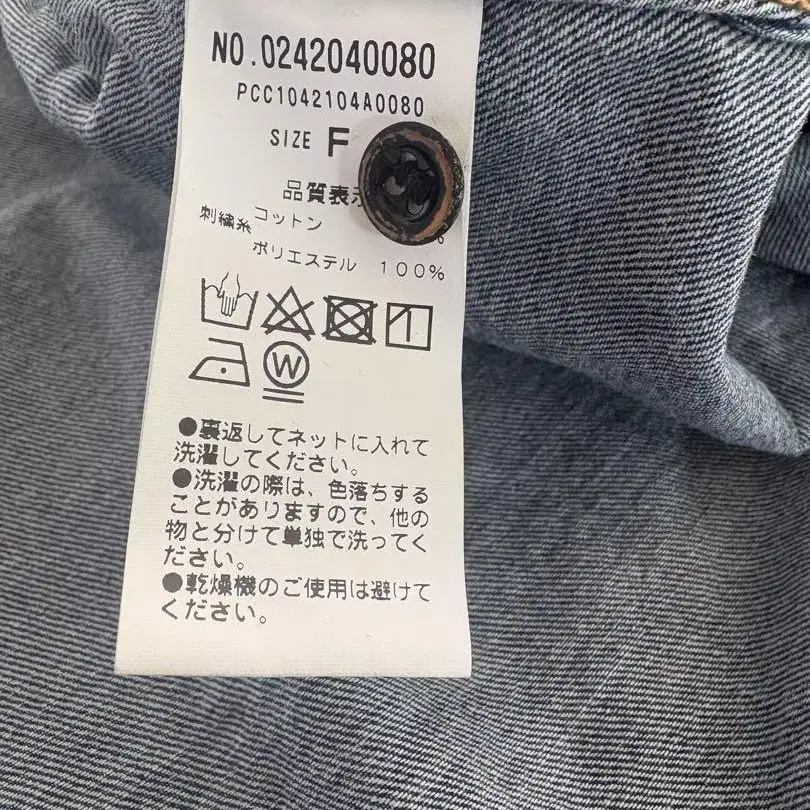 NO.0242040080
PCC1042104A0080
SIZE F
品質表示
コットン %
刺繍糸
ポリエステル 100%
W
●裏返してネットに入れて
洗濯してください。
●洗濯の際は、色落ちする
ことがありますので、他の
物と分けて単独で洗ってく
ださい。
●乾燥機のご使用は避けて
ください。